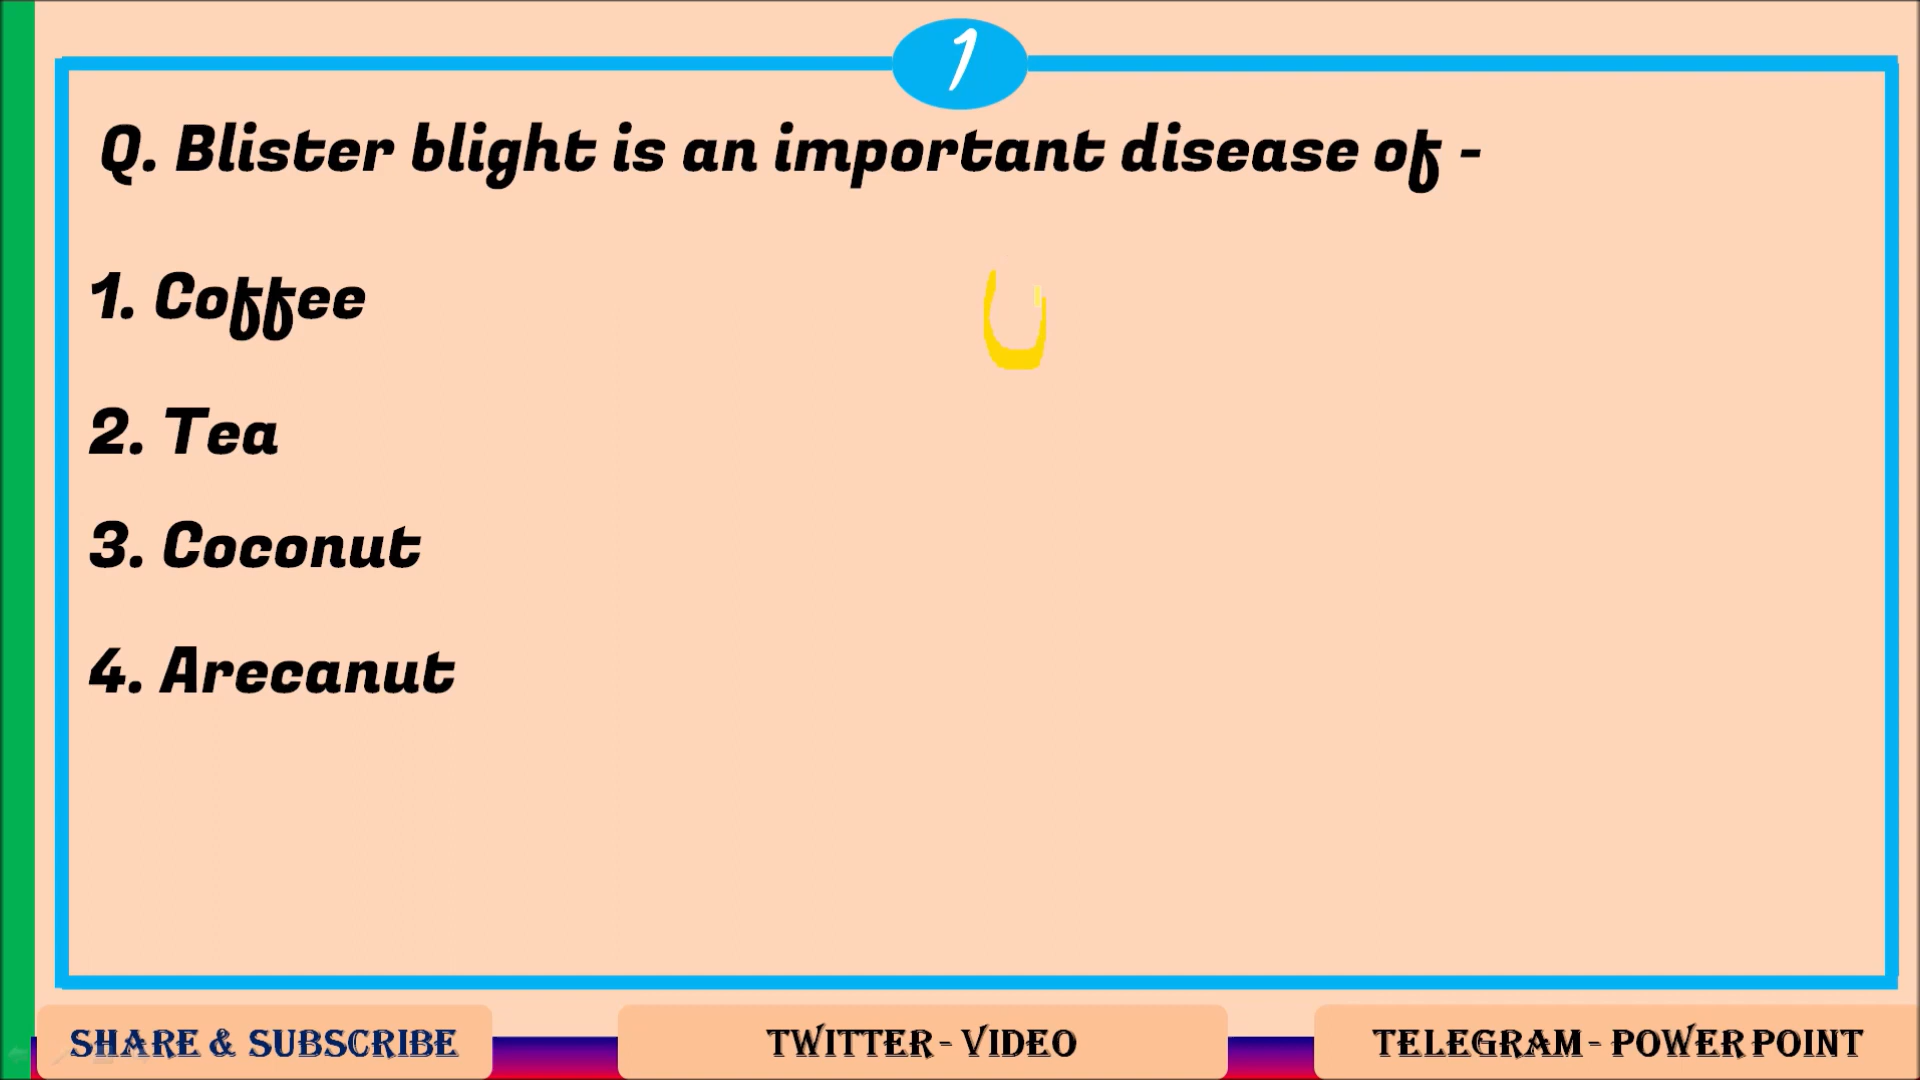 1
Q. Blister blight is an important disease of -
1. Coffee
2. Tea
3. Coconut
4. Arecanut
SHARE & SUBSCRIBE
TWITTER - VIDEO
TELEGRAM - POWER POINT